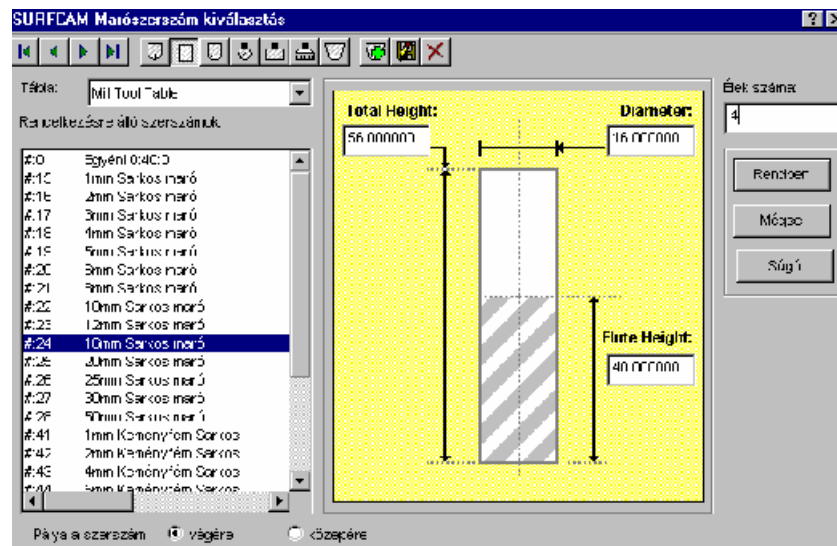 SURFCAM Marószerszám kiválasztás
Tábla:
Mill Tool Table
Rendelkezésre álló szerszámok:
Élek száma:
4
#:0 Egyéni 0:40:0
#:15 1mm Sarkos maró
#:16 2mm Sarkos maró
#:17 3mm Sarkos maró
#:18 4mm Sarkos maró
#:19 5mm Sarkos maró
#:20 Sarkos maró
#:21 Sarkos maró
#:22 10mm Sarkos maró
#:23 12mm Sarkos maró
#:24 Sarkos maró
#:25 20mm Sarkos maró
#:26 25mm Sarkos maró
#:27 30mm Sarkos maró
#:28 50mm Sarkos maró
#:41 1mm Keményfém Sarkos
#:42 2mm Keményfém Sarkos
#:43 4mm Keményfém Sarkos
#:44 Keményfém Sarkos
Total Height:
56.000000
Diameter:
16.000000
Flute Height:
40.000000
Rendben
Mégse
Súgó
Pálya a szerszám végére közepére